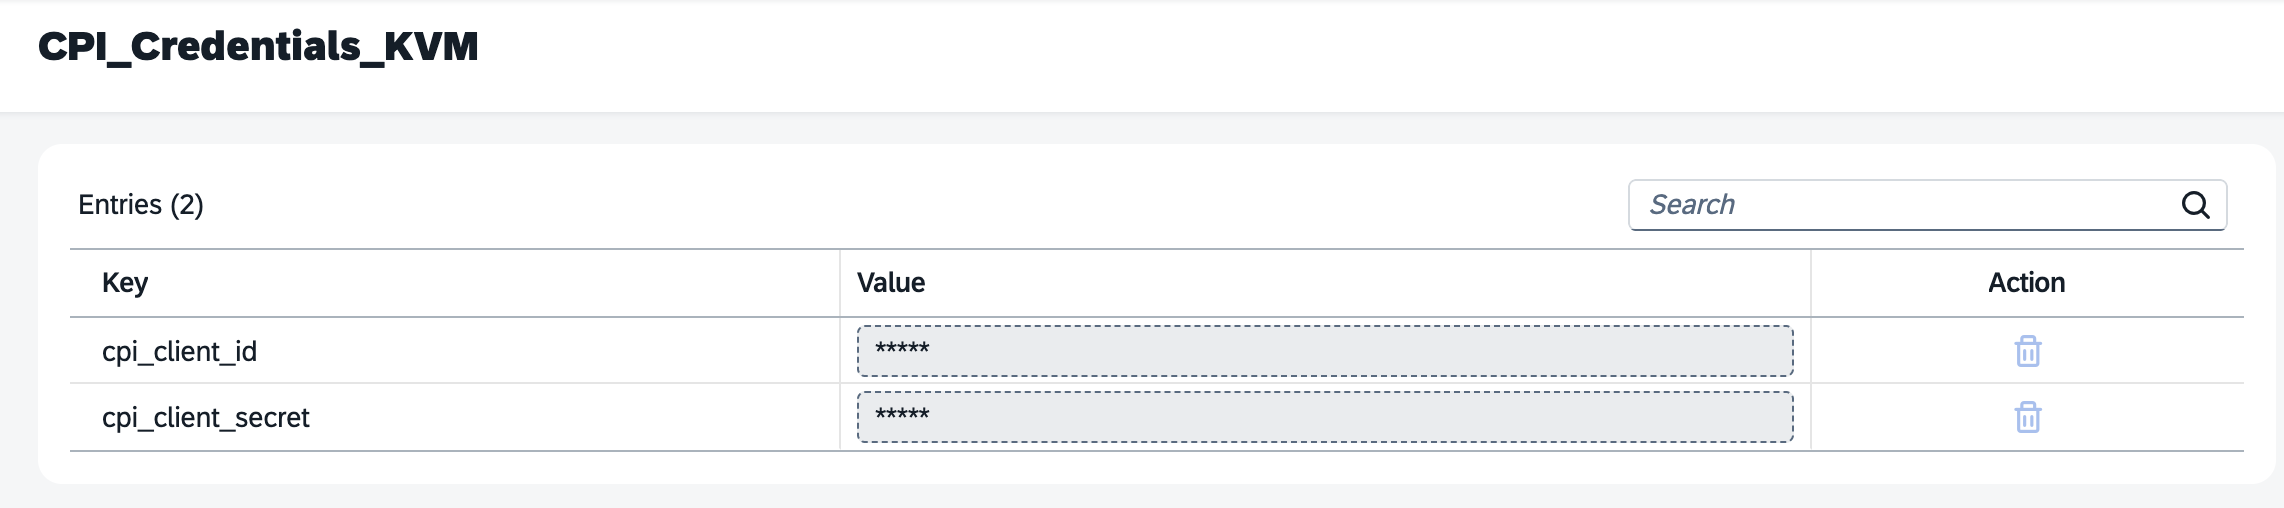 CPI_Credentials_KVM
Entries (2)
Search
Key Value Action
cpi_client_id *****
cpi_client_secret *****